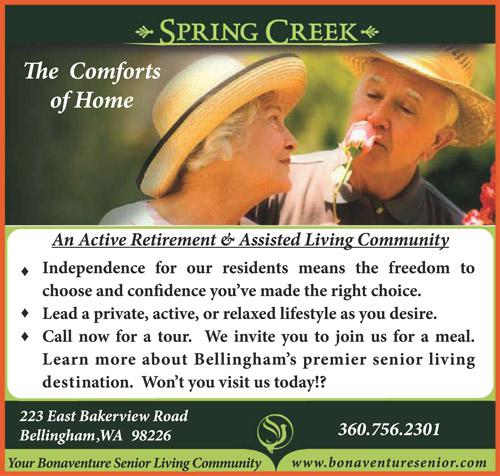 SPRING CREEK
The Comforts
of Home
An Active Retirement & Assisted Living Community
♦ Independence for our residents means the freedom to
choose and confidence you've made the right choice.
♦ Lead a private, active, or relaxed lifestyle as you desire.
♦ Call now for a tour. We invite you to join us for a meal.
Learn more about Bellingham's premier senior living
destination. Won't you visit us today!?
223 East Bakerview Road
Bellingham,WA 98226
360.756.2301
Your Bonaventure Senior Living Community
www.bonaventuresenior.com